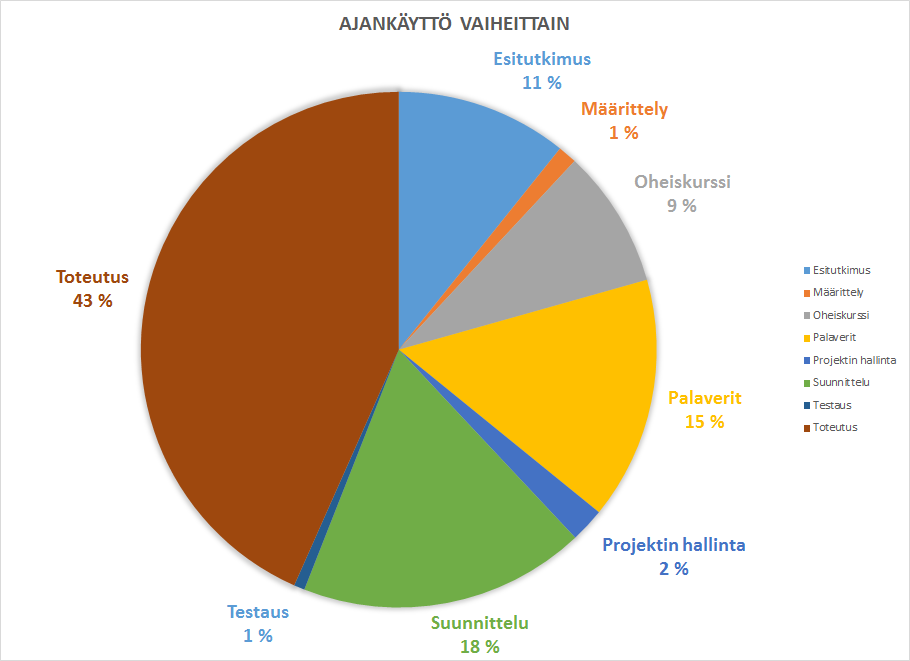 AJANKÄYTTÖ VAIHEITTAIN
Esitutkimus
11 %
Määrittely
1 %
Oheiskurssi
9 %
Palaverit
15 %
Projektin hallinta
2 %
Suunnittelu
18 %
Testaus
1 %
Toteutus
43 %
Esitutkimus
Määrittely
Oheiskurssi
Palaverit
Projektin hallinta
Suunnittelu
Testaus
Toteutus